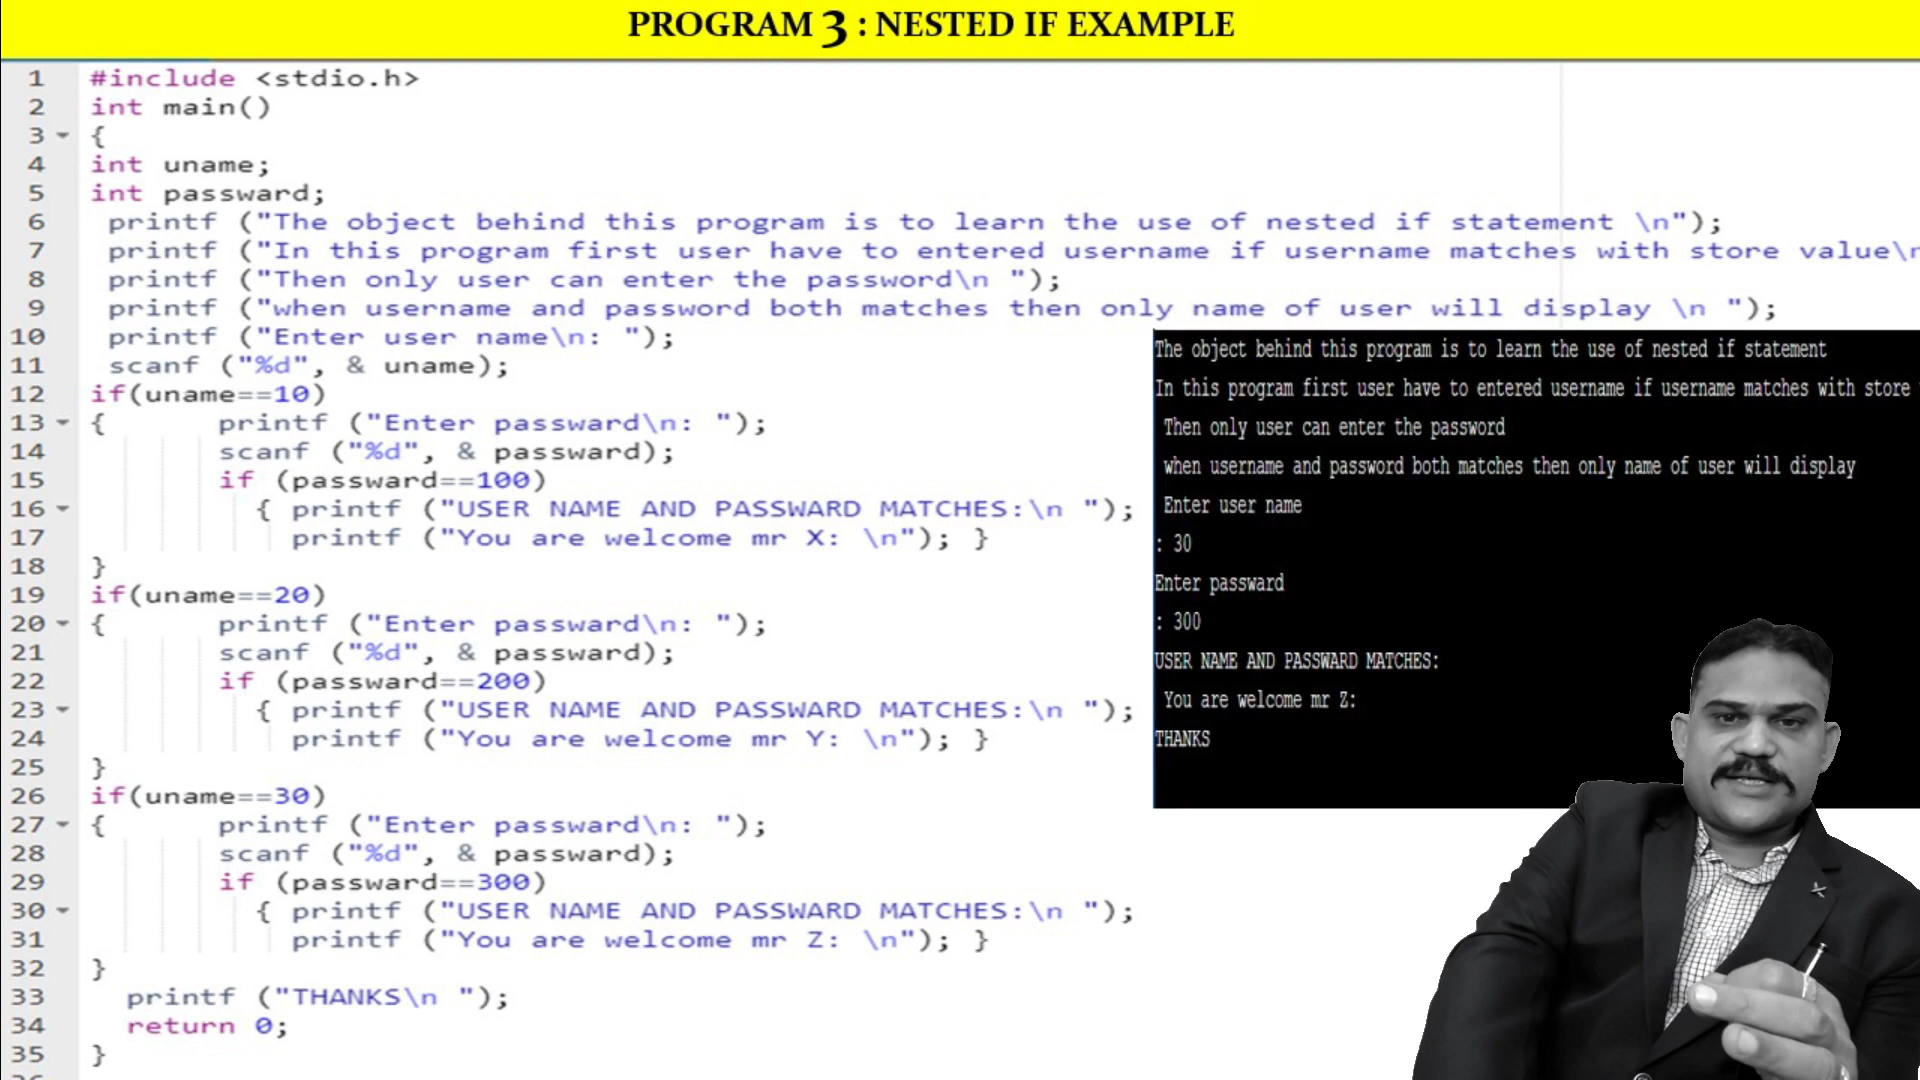 PROGRAM 3 : NESTED IF EXAMPLE
1 #include <stdio.h>
2 int main()
3 {
4 int uname;
5 int passward;
6 printf ("The object behind this program is to learn the use of nested if statement \n");
7 printf ("In this program first user have to entered username if username matches with store value\n
8 printf ("Then only user can enter the password\n ");
9 printf ("when username and password both matches then only name of user will display \n ");
10 printf ("Enter user name\n: ");
11 scanf ("%d", & uname);
12 if(uname==10)
13 { printf ("Enter passward\n: ");
14 scanf ("%d", & passward);
15 if (passward==100)
16 { printf ("USER NAME AND PASSWARD MATCHES:\n ");
17 printf ("You are welcome mr X: \n"); }
18 }
19 if(uname==20)
20 { printf ("Enter passward\n: ");
21 scanf ("%d", & passward);
22 if (passward==200)
23 { printf ("USER NAME AND PASSWARD MATCHES:\n ");
24 printf ("You are welcome mr Y: \n"); }
25 }
26 if(uname==30)
27 { printf ("Enter passward\n: ");
28 scanf ("%d", & passward);
29 if (passward==300)
30 { printf ("USER NAME AND PASSWARD MATCHES:\n ");
31 printf ("You are welcome mr Z: \n"); }
32 }
33 printf ("THANKS\n ");
34 return 0;
35 }
The object behind this program is to learn the use of nested if statement
In this program first user have to entered username if username matches with store
Then only user can enter the password
when username and password both matches then only name of user will display
Enter user name
: 30
Enter passward
: 300
USER NAME AND PASSWARD MATCHES:
You are welcome mr Z:
THANKS